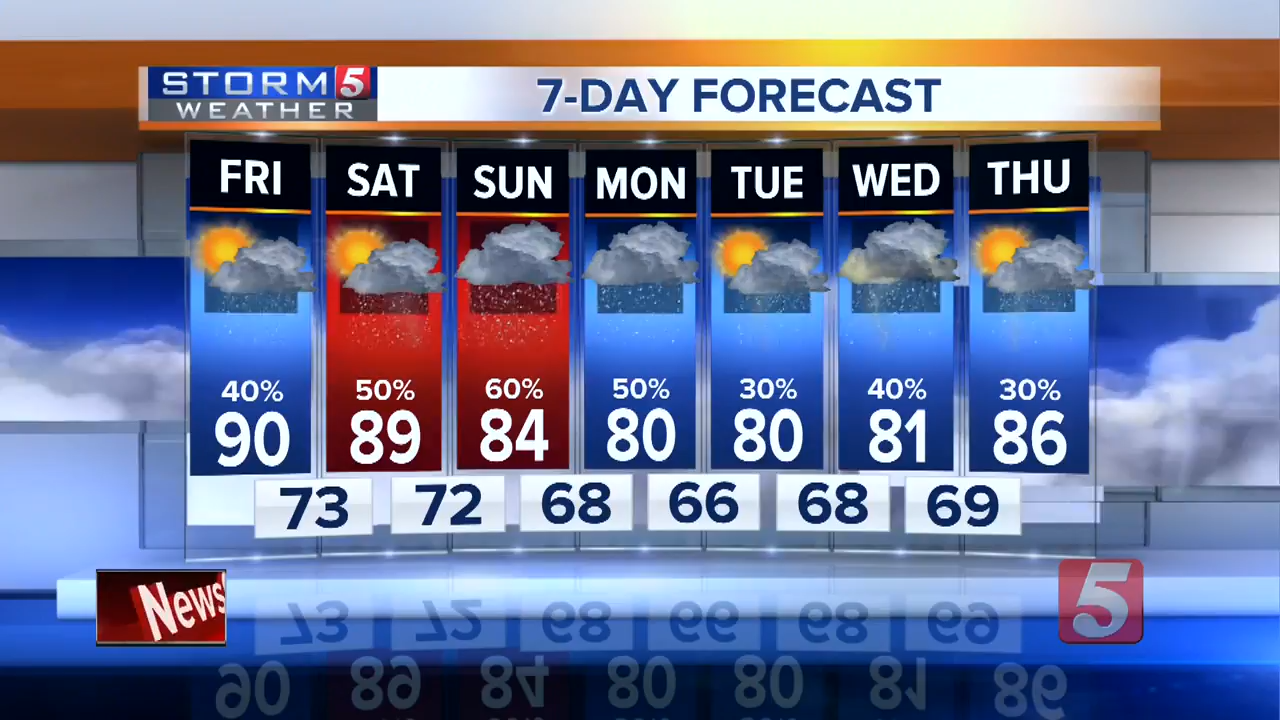 STORM 5
WEATHER
7-DAY FORECAST
FRI SAT SUN MON TUE WED THU
40% 50% 60% 50% 30% 40% 30%
90 89 84 80 80 81 86
73 72 68 66 68 69
News
5